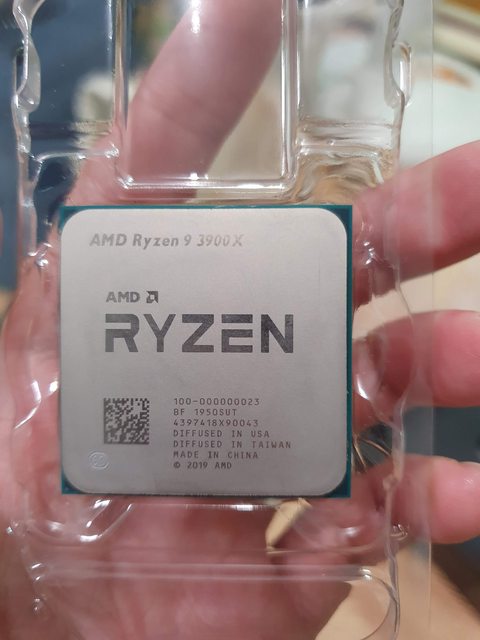 AMD Ryzen 9 3900X
AMD
RYZEN
100-000000023
BF 1950SUT
4397418X90043
DIFFUSED IN USA
DIFFUSED IN TAIWAN
MADE IN CHINA
© 2019 AMD